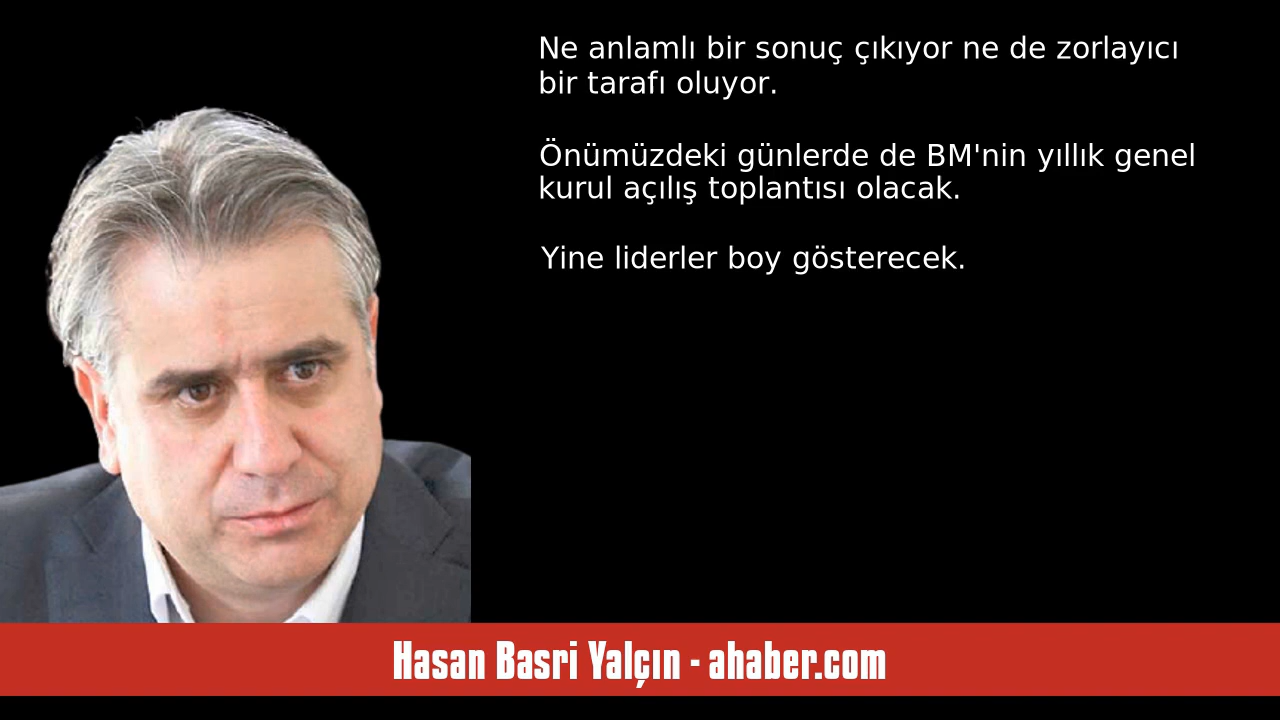 Ne anlamlı bir sonuç çıkıyor ne de zorlayıcı
bir tarafı oluyor.
Önümüzdeki günlerde de BM'nin yıllık genel
kurul açılış toplantısı olacak.
Yine liderler boy gösterecek.
Hasan Basri Yalçın - ahaber.com